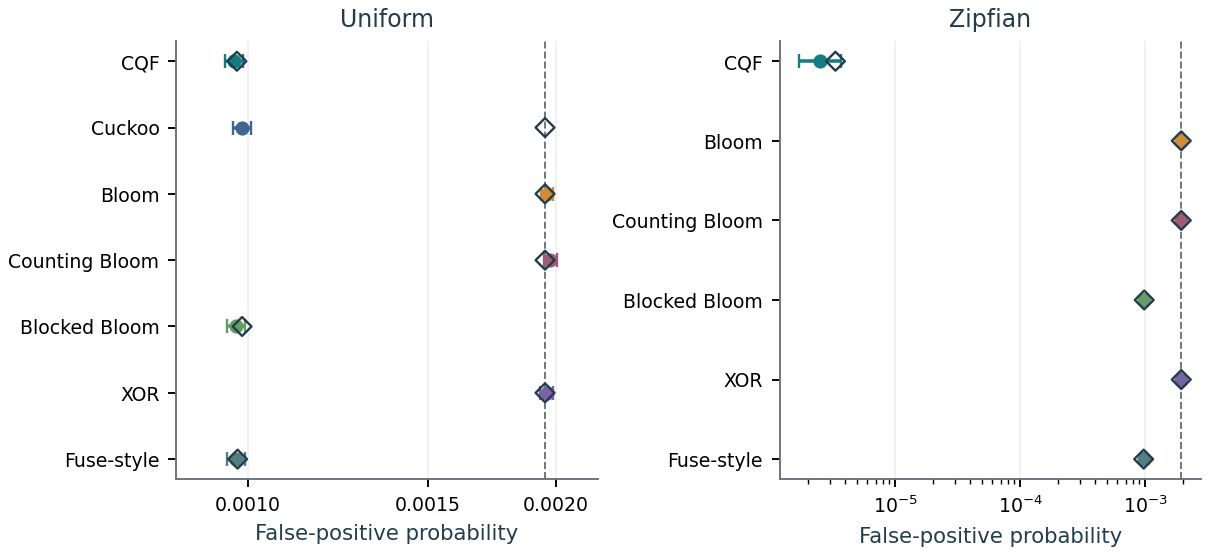 Uniform
CQF
Cuckoo
Bloom
Counting Bloom
Blocked Bloom
XOR
Fuse-style
0.0010
0.0015
0.0020
False-positive probability
Zipfian
CQF
Bloom
Counting Bloom
Blocked Bloom
XOR
Fuse-style
10⁻⁵
10⁻⁴
10⁻³
False-positive probability